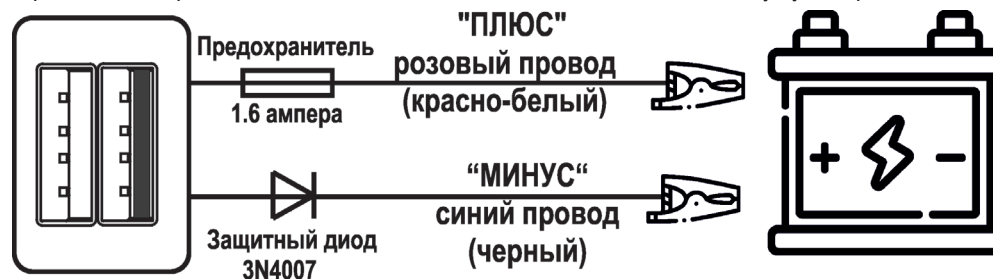 "ПЛЮС"
Предохранитель
розовый провод
(красно-белый)
1.6 ампера
“МИНУС“
синий провод
(черный)
Защитный диод
3N4007
+ -